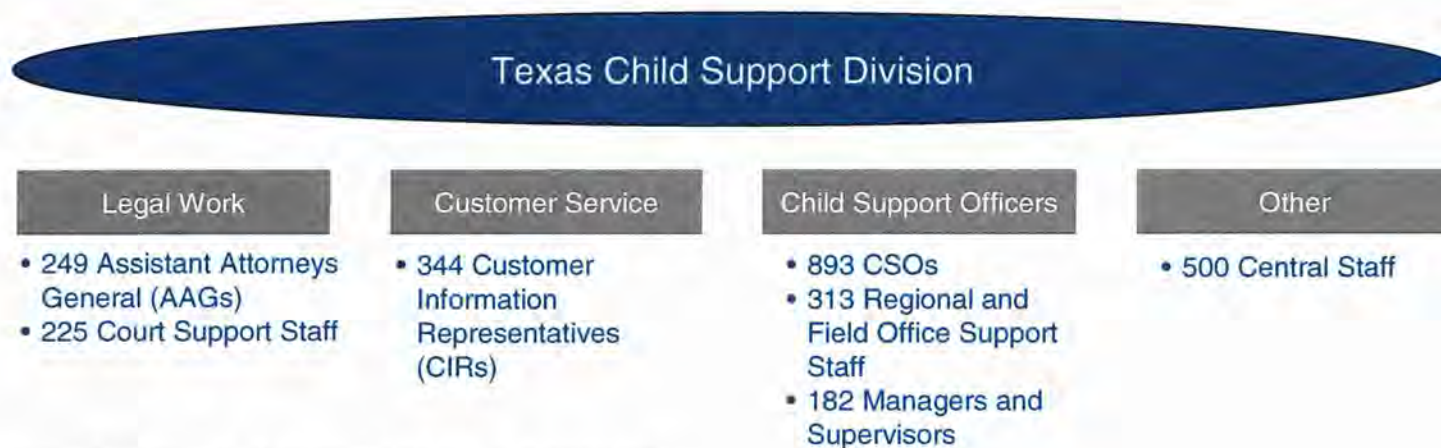 Texas Child Support Division
Legal Work
• 249 Assistant Attorneys
General (AAGs)
• 225 Court Support Staff
Customer Service
• 344 Customer
Information
Representatives
(CIRs)
Child Support Officers
• 893 CSOs
• 313 Regional and
Field Office Support
Staff
• 182 Managers and
Supervisors
Other
• 500 Central Staff